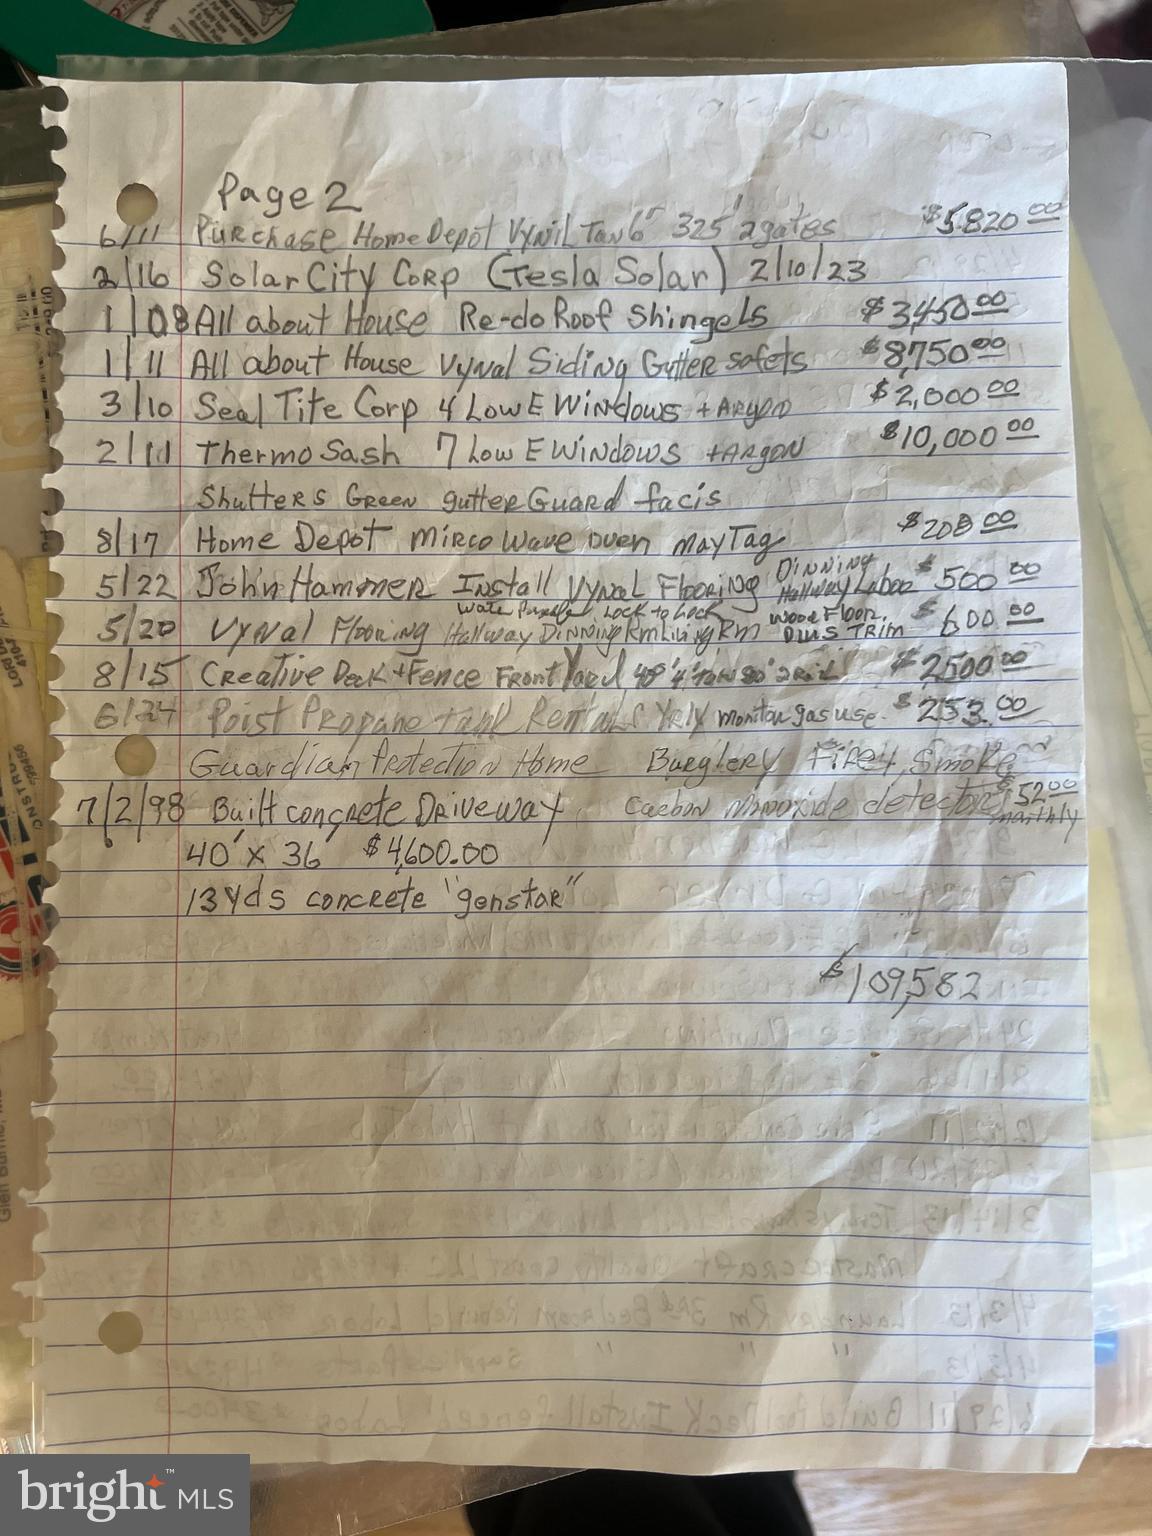 Page 2
6/11 Purchase Home Depot Vynil Tan 6" 325' 2 gates $5,820 00
2/16 Solar City Corp (Tesla Solar) 2/10/23
1/08 All about House Re-do Roof Shingels $3,450 00
1/11 All about House Vynal Siding Gutter sofets $8,750 00
3/10 Seal Tite Corp 4 Low E Windows + Argon $2,000 00
2/11 Thermo Sash 7 Low E Windows + Argon $10,000 00
Shutters Green gutter Guard facis
8/17 Home Depot Mirco Wave oven MayTag $208 00
5/22 John Hammer Install Vynal Flooring Dinning Hallway Labor $500 00
5/20 Vynal Flooring Hallway Dinning Rm Living Rm Lock to Lock Wood Floor. Plus Trim $600.00
8/15 Creative Deck + Fence Front Yard 4' 80' $2500 00
6/24 Poist Propane tank Rental Yrly monitor gas use. $253.00
Guardian Protection Home Burglery Fire, Smoke
7/2/98 Built concrete Driveway Carbon Monoxide detectors $52 00 monthly
40' x 36' $4,600.00
13 yds concrete "genstar"
$109,582
bright MLS